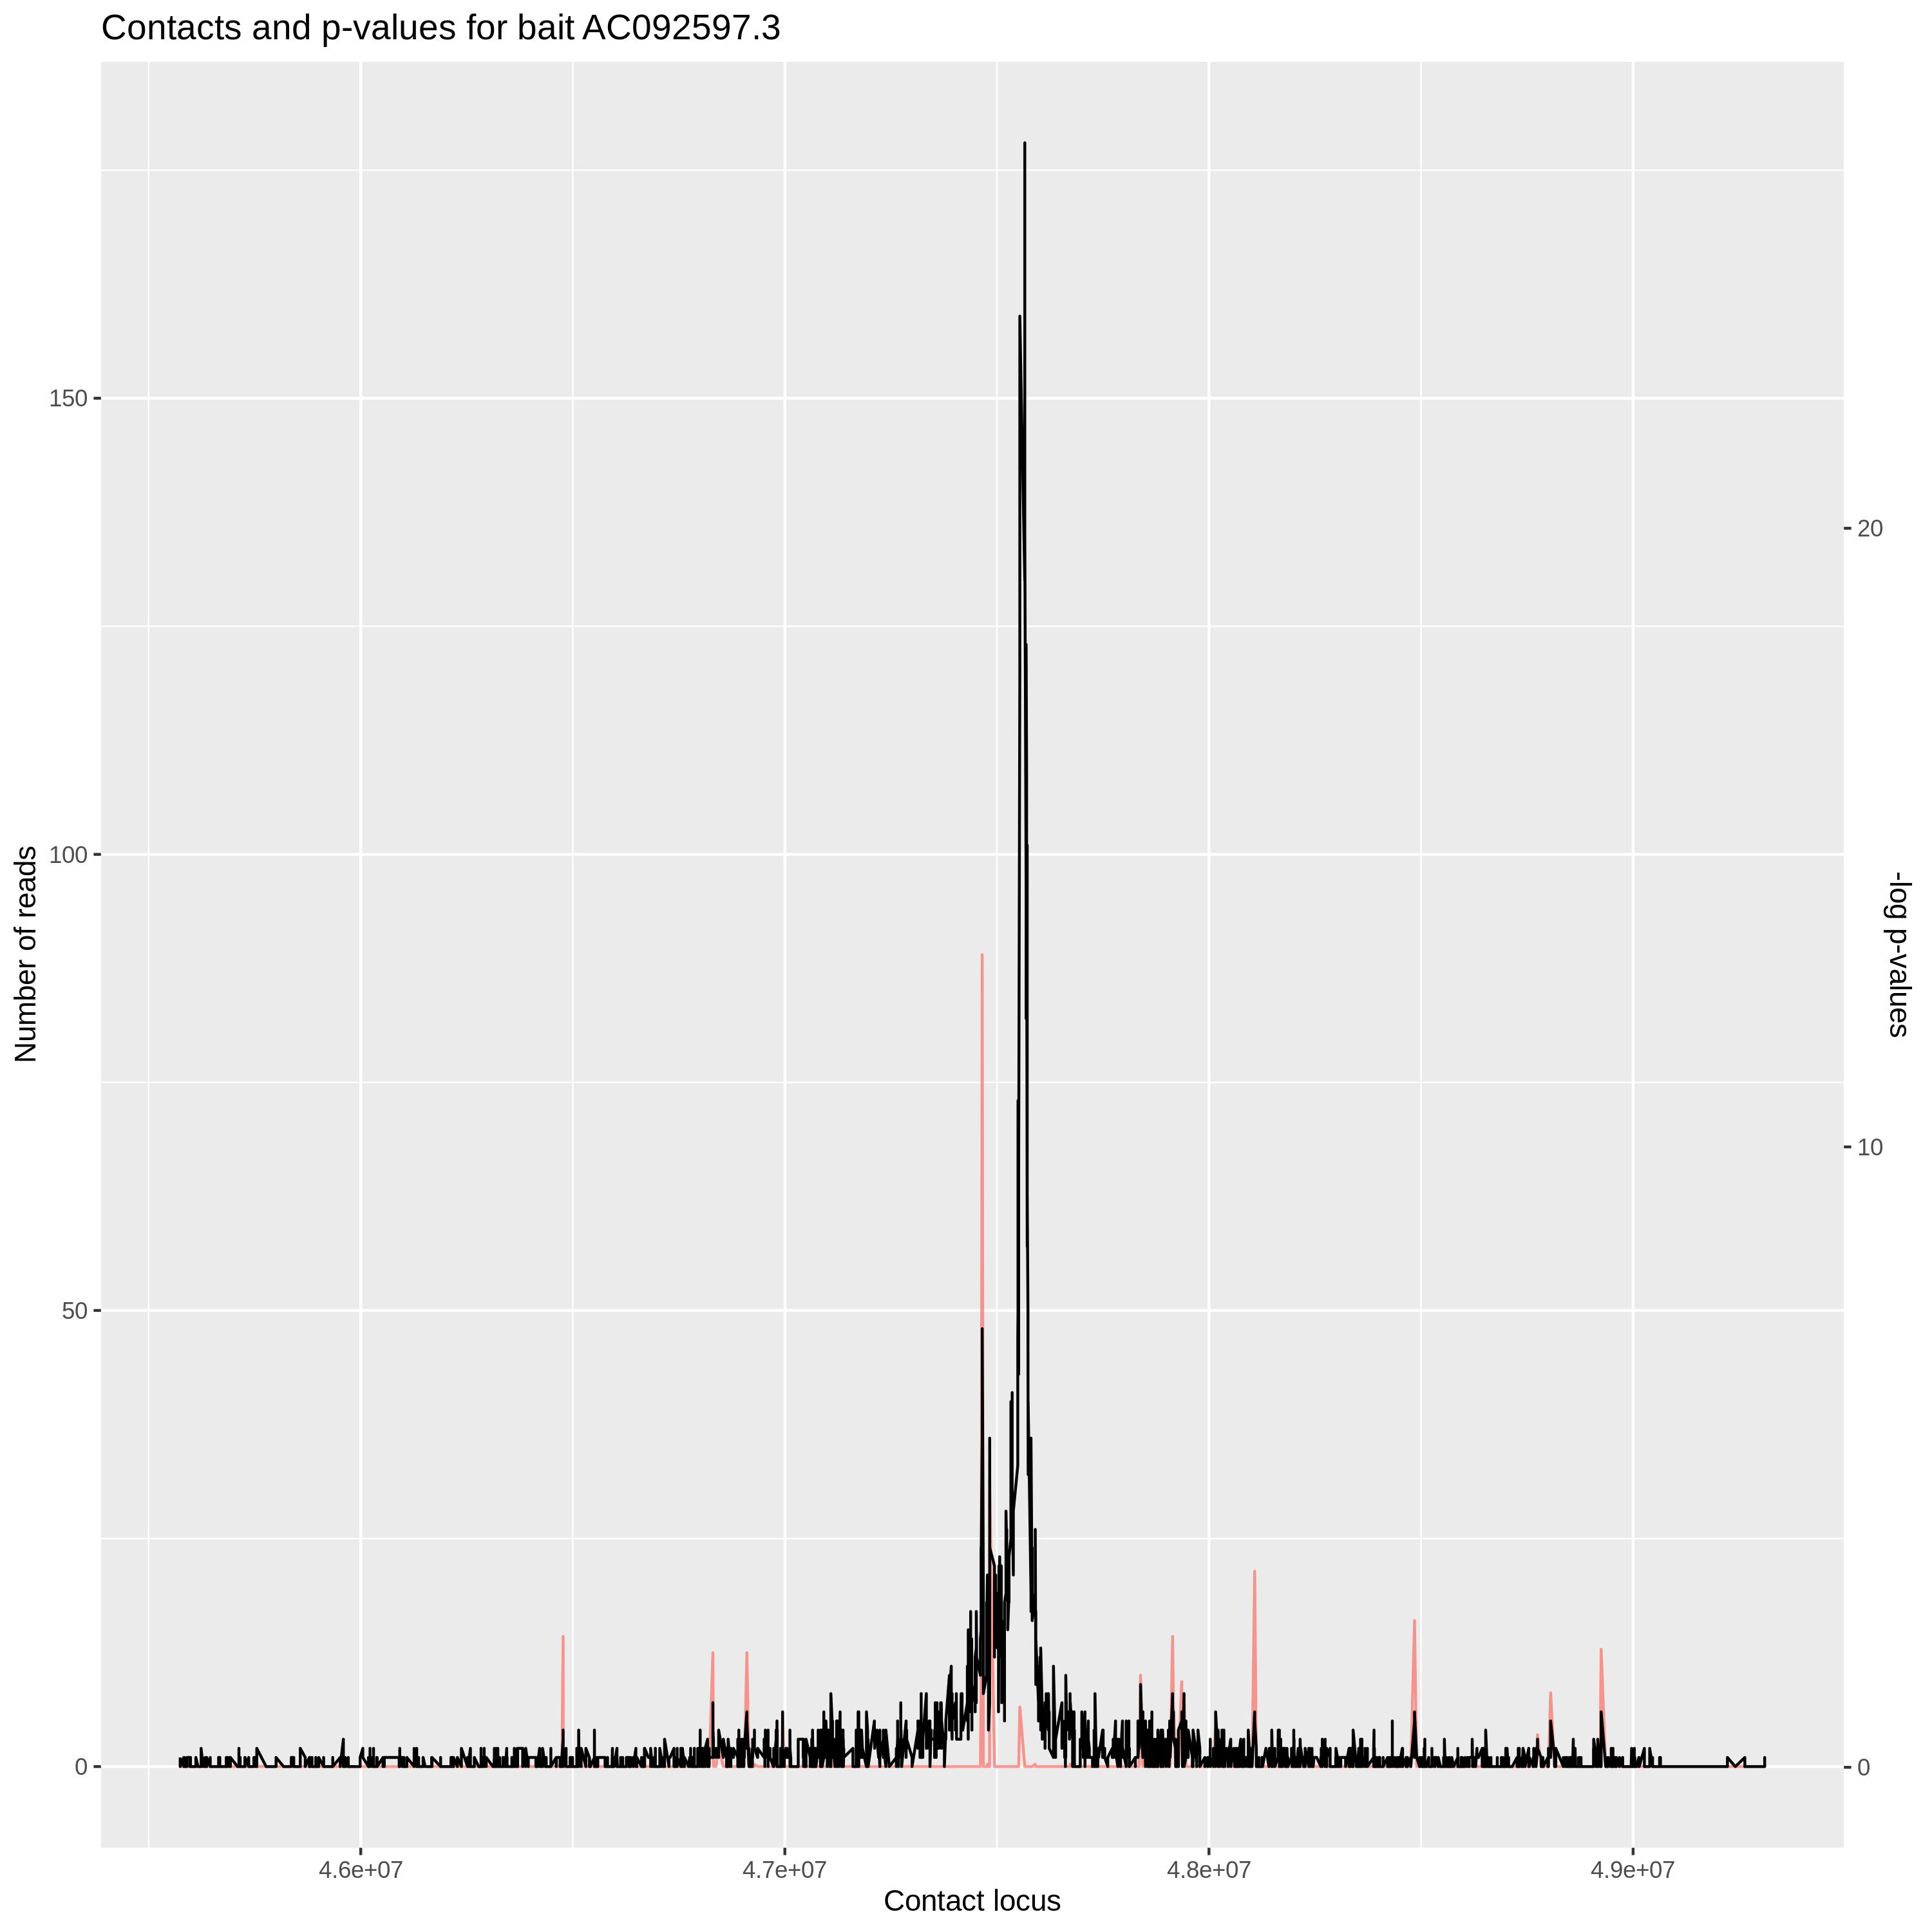 Contacts and p-values for bait AC092597.3
150
100
50
0
Number of reads
20
10
0
-log p-values
4.6e+07
4.7e+07
4.8e+07
4.9e+07
Contact locus